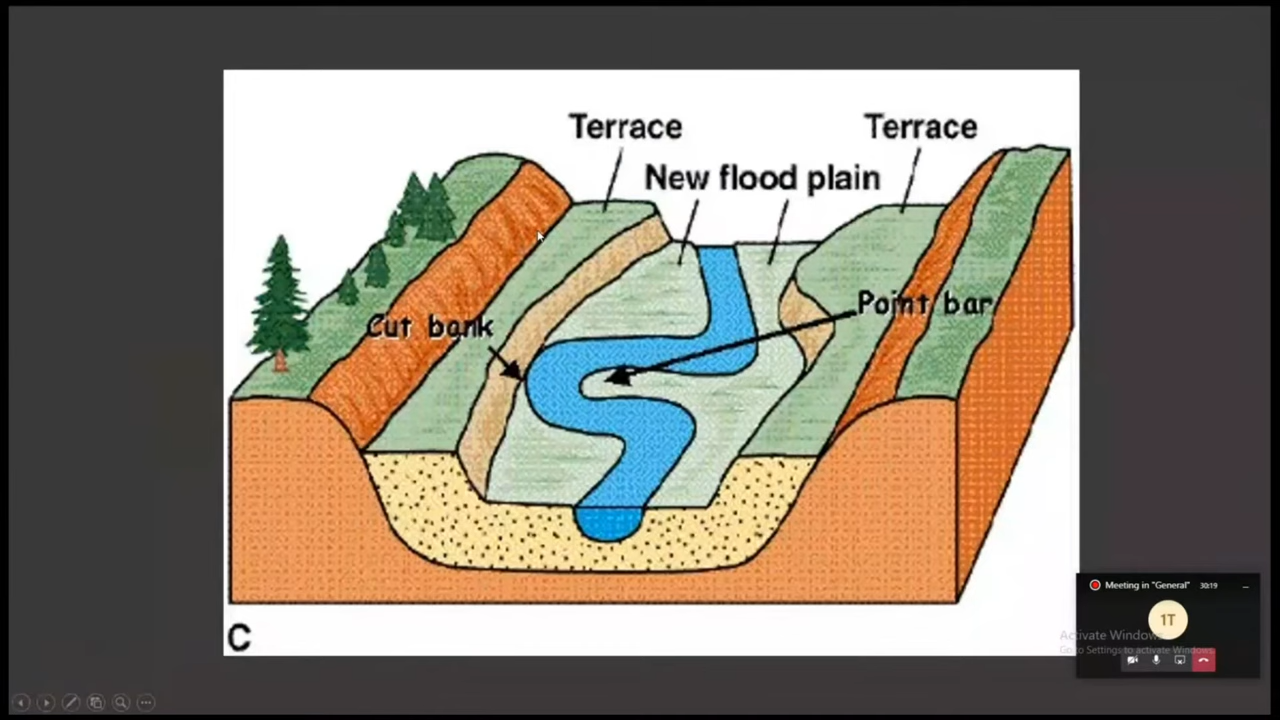 Terrace
Terrace
New flood plain
Point bar
Cut bank
C
Meeting in "General"
30:19
1T
Activate Windows
Go to Settings to activate Windows.